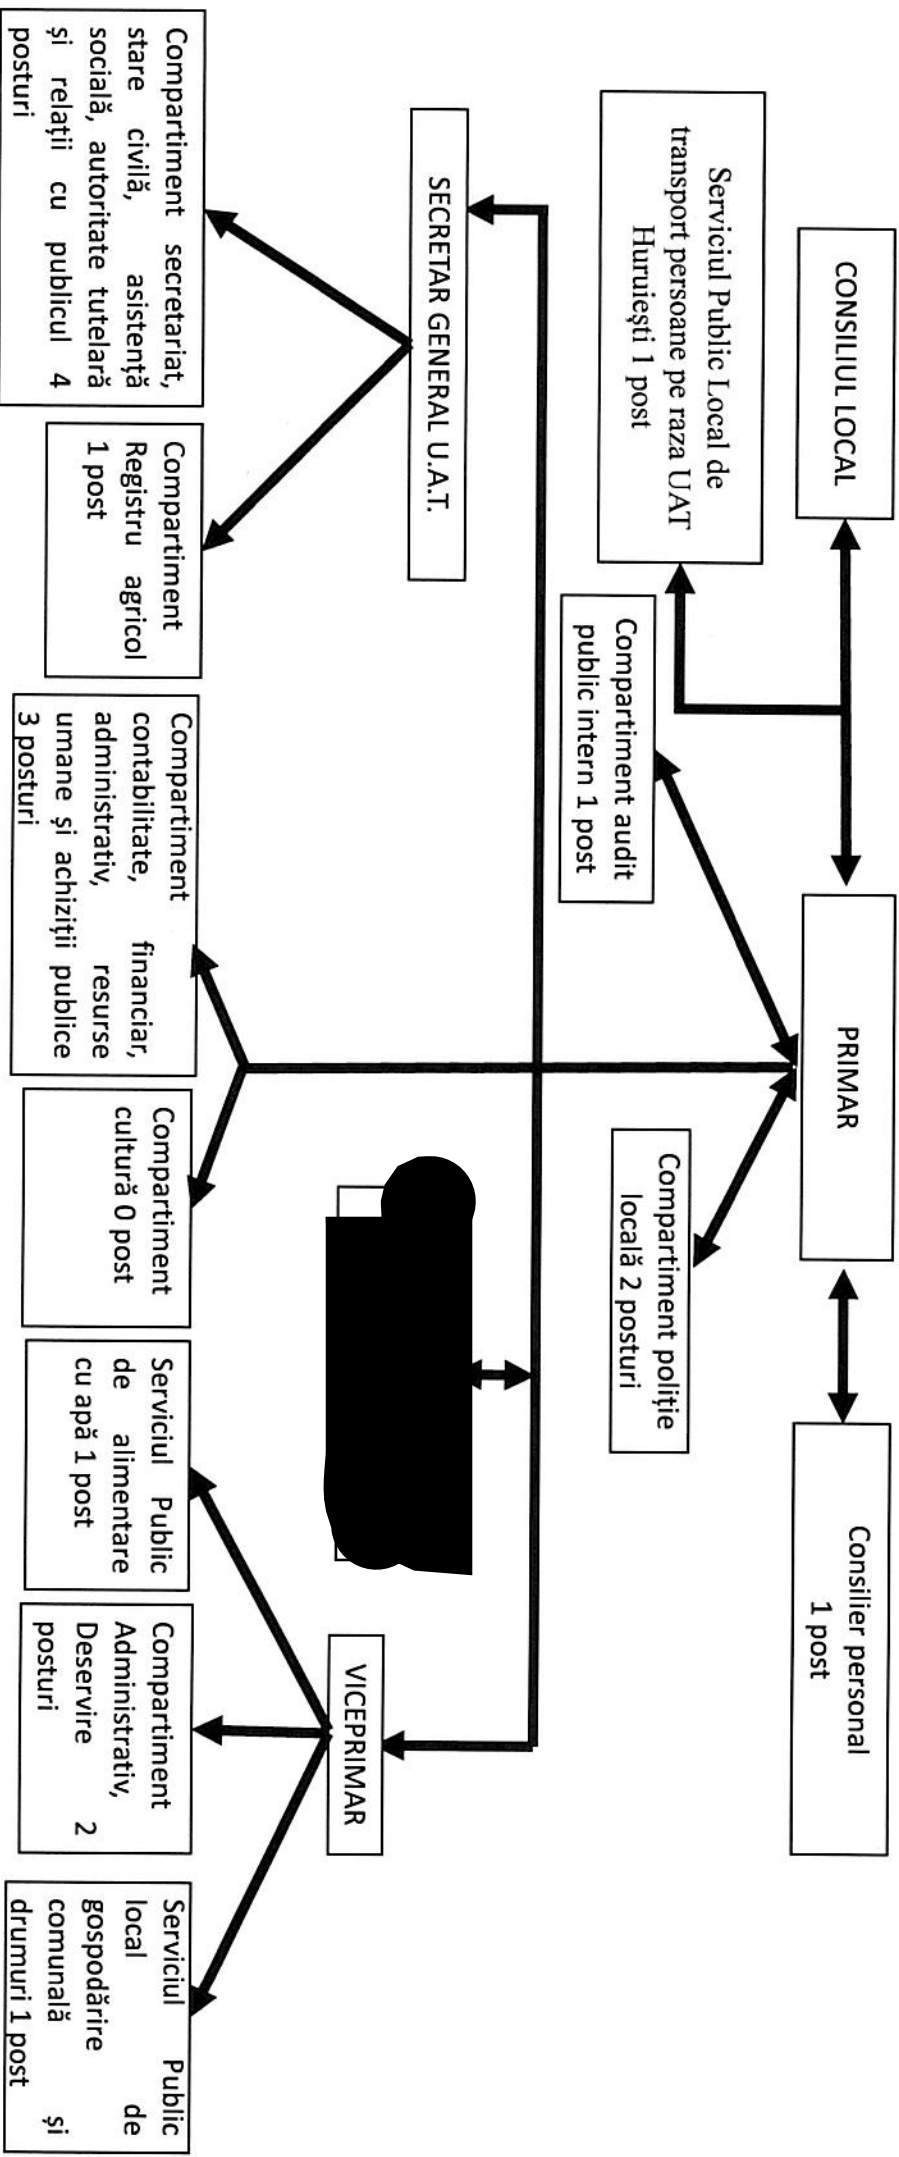 CONSILIUL LOCAL
PRIMAR
Consilier personal
1 post
Serviciul Public Local de
transport persoane pe raza UAT
Huruiești 1 post
Compartiment audit
public intern 1 post
Compartiment poliție
locală 2 posturi
SECRETAR GENERAL U.A.T.
VICEPRIMAR
Compartiment secretariat,
stare civilă, asistență
socială, autoritate tutelară
și relații cu publicul 4
posturi
Compartiment
Registru agricol
1 post
Compartiment
contabilitate, financiar,
administrativ, resurse
umane și achiziții publice
3 posturi
Compartiment
cultură 0 post
Serviciul Public
de alimentare
cu apă 1 post
Compartiment
Administrativ,
Deservire 2
posturi
Serviciul Public
local de
gospodărire
comunală și
drumuri 1 post